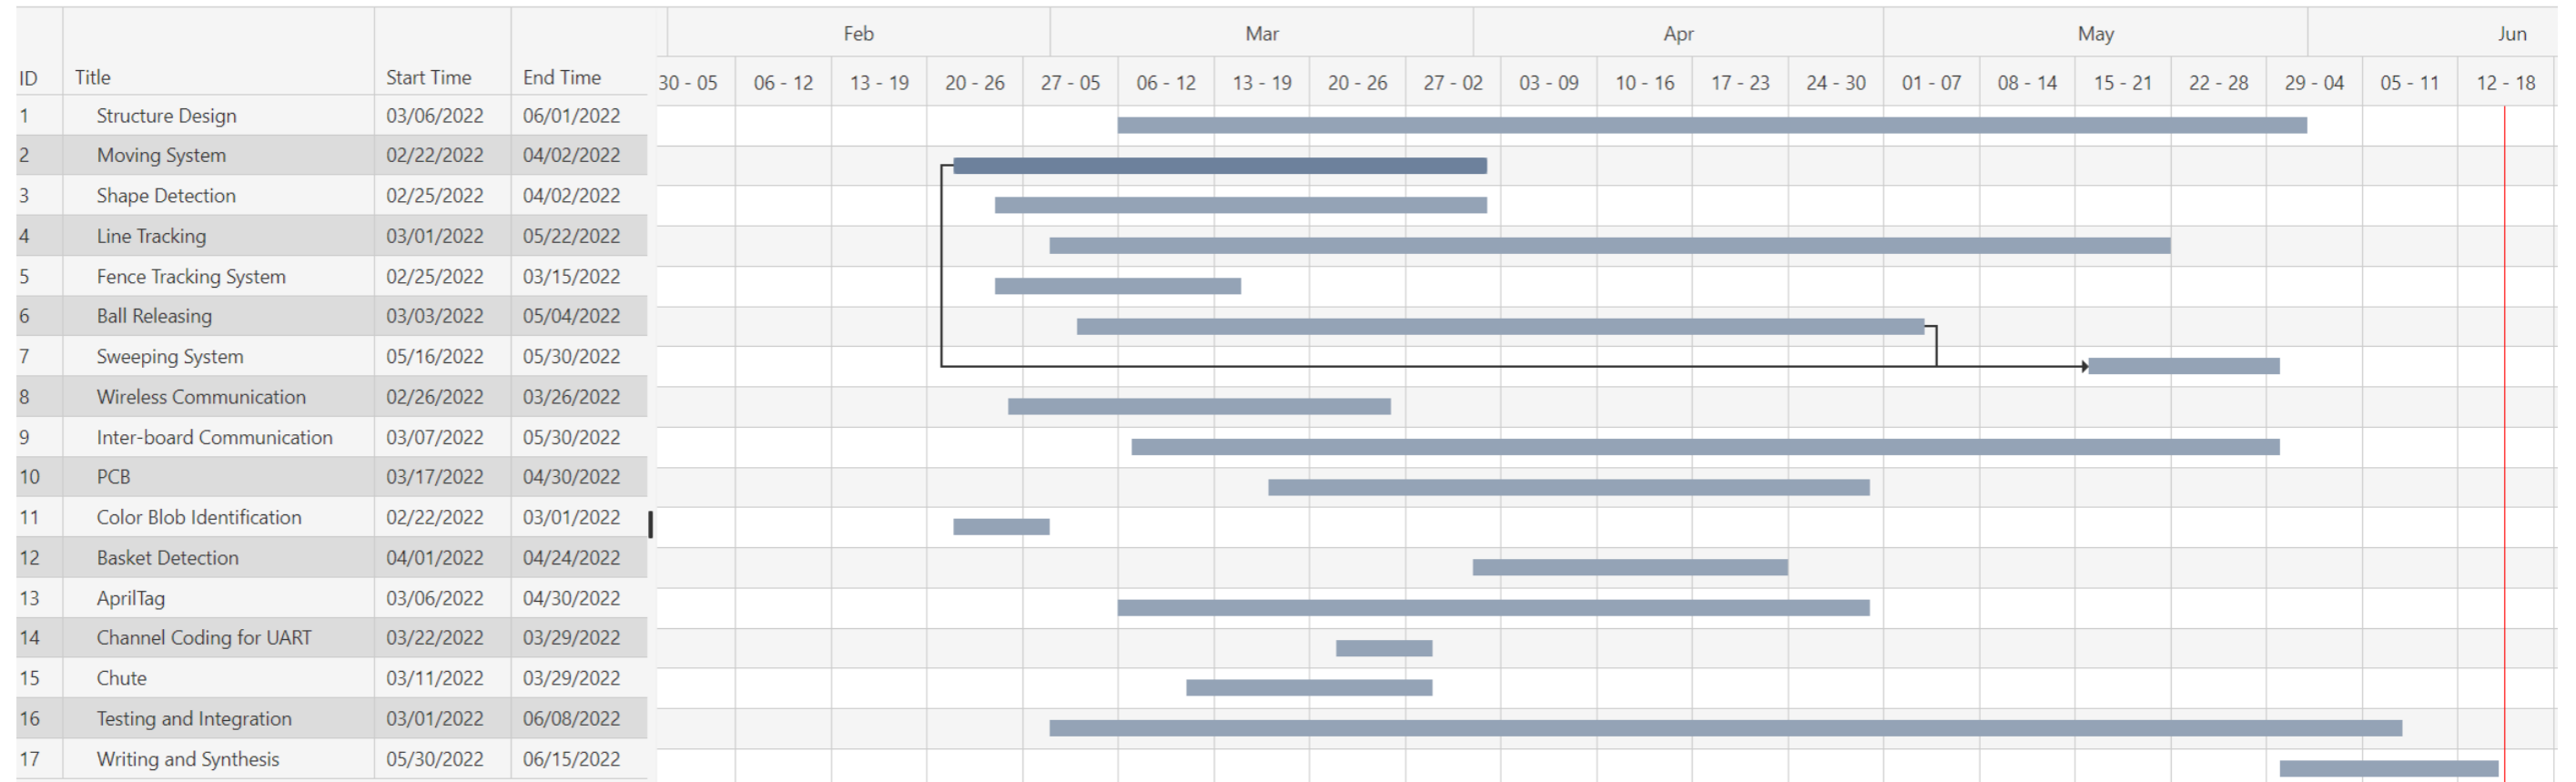 Feb Mar Apr May Jun
ID Title Start Time End Time 30 - 05 06 - 12 13 - 19 20 - 26 27 - 05 06 - 12 13 - 19 20 - 26 27 - 02 03 - 09 10 - 16 17 - 23 24 - 30 01 - 07 08 - 14 15 - 21 22 - 28 29 - 04 05 - 11 12 - 18
1 Structure Design 03/06/2022 06/01/2022
2 Moving System 02/22/2022 04/02/2022
3 Shape Detection 02/25/2022 04/02/2022
4 Line Tracking 03/01/2022 05/22/2022
5 Fence Tracking System 02/25/2022 03/15/2022
6 Ball Releasing 03/03/2022 05/04/2022
7 Sweeping System 05/16/2022 05/30/2022
8 Wireless Communication 02/26/2022 03/26/2022
9 Inter-board Communication 03/07/2022 05/30/2022
10 PCB 03/17/2022 04/30/2022
11 Color Blob Identification 02/22/2022 03/01/2022
12 Basket Detection 04/01/2022 04/24/2022
13 AprilTag 03/06/2022 04/30/2022
14 Channel Coding for UART 03/22/2022 03/29/2022
15 Chute 03/11/2022 03/29/2022
16 Testing and Integration 03/01/2022 06/08/2022
17 Writing and Synthesis 05/30/2022 06/15/2022